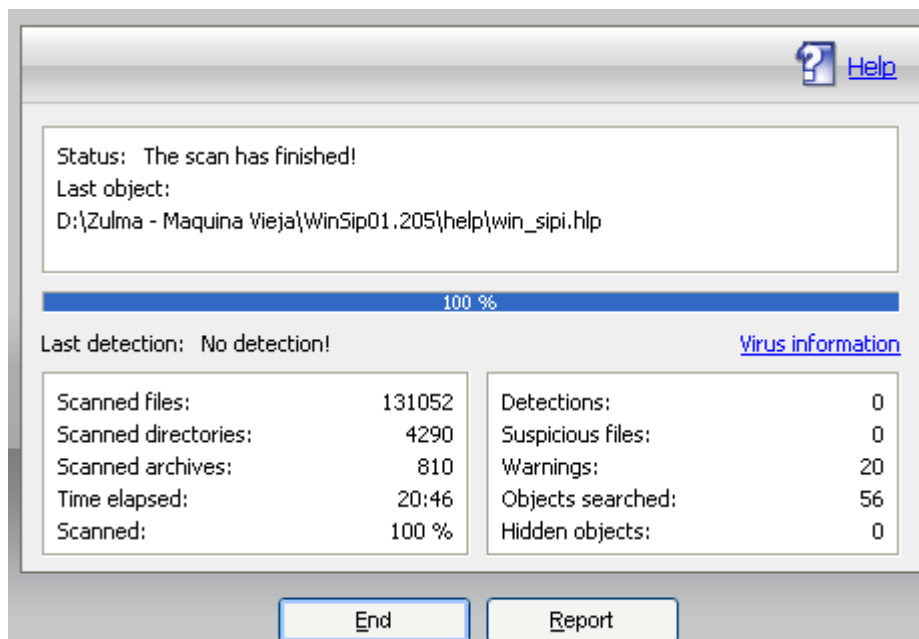 Help
Status: The scan has finished!
Last object:
D:\Zulma - Maquina Vieja\WinSip01.205\help\win_sipi.hlp
100 %
Last detection: No detection! Virus information
Scanned files: 131052
Scanned directories: 4290
Scanned archives: 810
Time elapsed: 20:46
Scanned: 100 %
Detections: 0
Suspicious files: 0
Warnings: 20
Objects searched: 56
Hidden objects: 0
End
Report